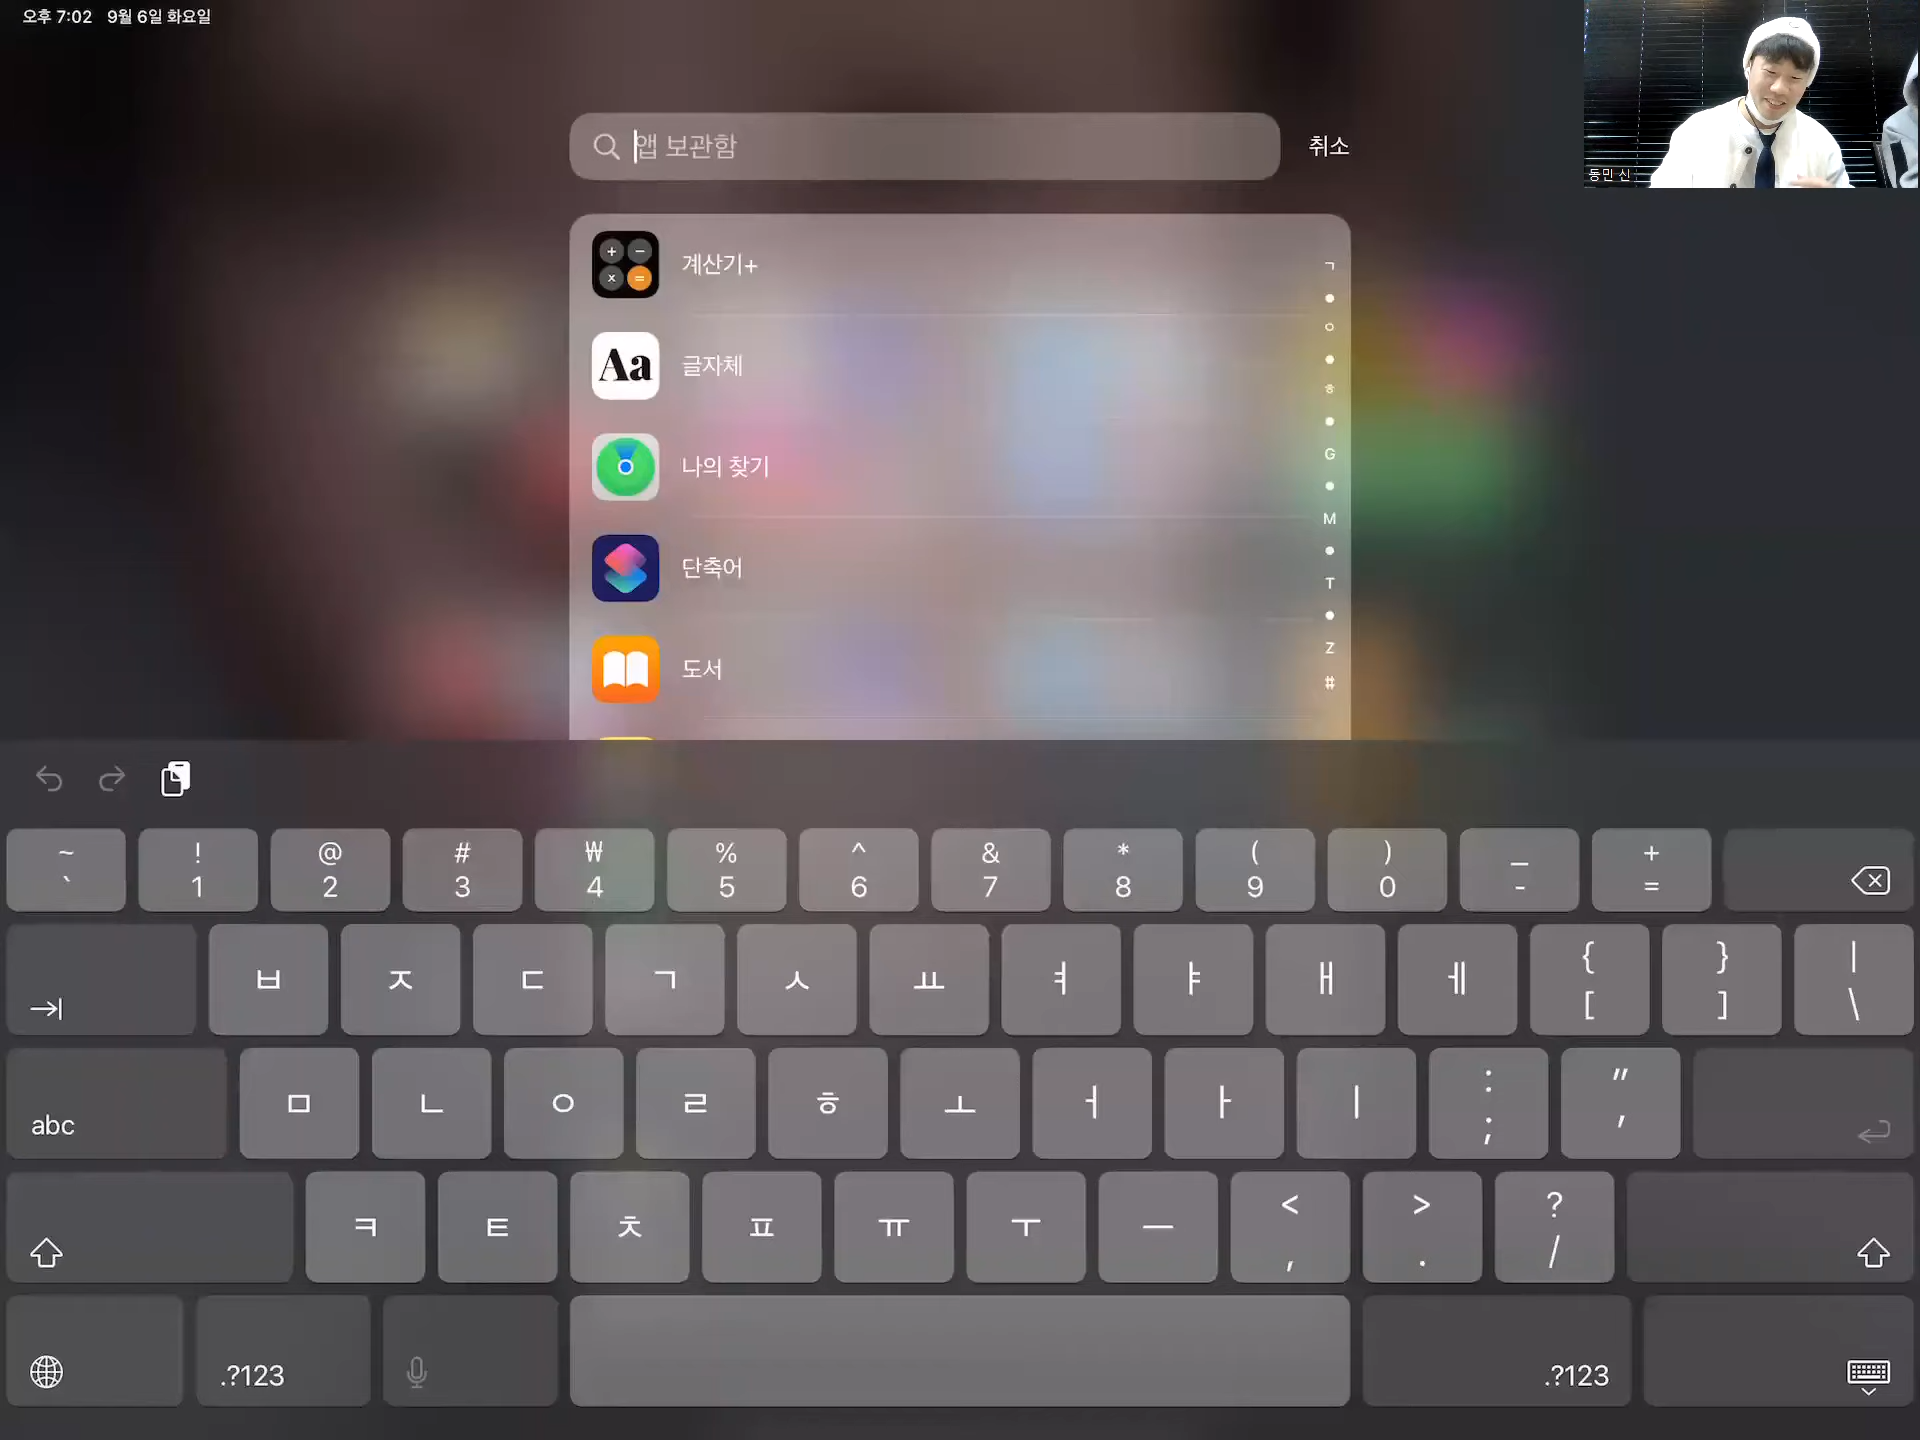 오후 7:02 9월 6일 화요일
동민 신
앱 보관함
취소
계산기+
Aa 글자체
나의 찾기
단축어
도서
ㄱ
ㅇ
ㅎ
G
M
T
Z
#
~ ! @ # ₩ % ^ & * ( ) _ +
` 1 2 3 4 5 6 7 8 9 0 - =
ㅂ ㅈ ㄷ ㄱ ㅅ ㅛ ㅕ ㅑ ㅐ ㅔ { [ } ] | \
abc ㅁ ㄴ ㅇ ㄹ ㅎ ㅗ ㅓ ㅏ ㅣ : ; " '
ㅋ ㅌ ㅊ ㅍ ㅠ ㅜ ㅡ < , > . ? /
.?123 .?123